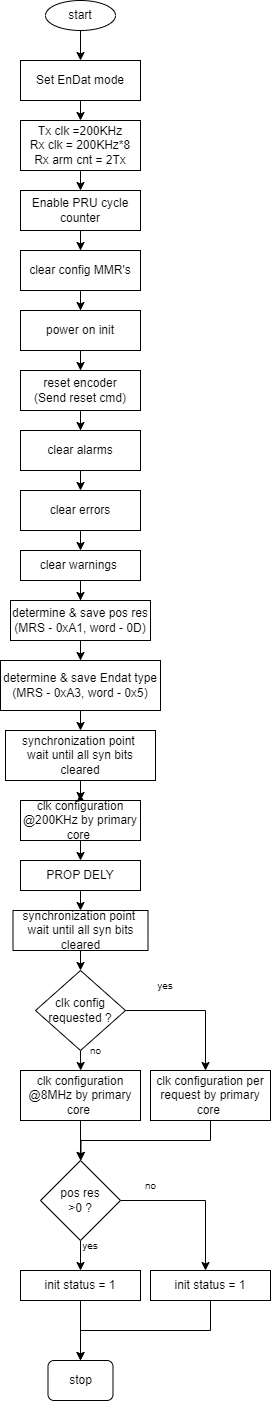 start
Set EnDat mode
Tx clk =200KHz
Rx clk = 200KHz*8
Rx arm cnt = 2Tx
Enable PRU cycle
counter
clear config MMR's
power on init
reset encoder
(Send reset cmd)
clear alarms
clear errors
clear warnings
determine & save pos res
(MRS - 0xA1, word - 0D)
determine & save Endat type
(MRS - 0xA3, word - 0x5)
synchronization point
wait until all syn bits
cleared
clk configuration
@200KHz by primary
core
PROP DELY
synchronization point
wait until all syn bits
cleared
yes
clk config
requested ?
no
clk configuration
@8MHz by primary
core
clk configuration per
request by primary
core
pos res
>0 ?
no
yes
init status = 1
init status = 1
stop